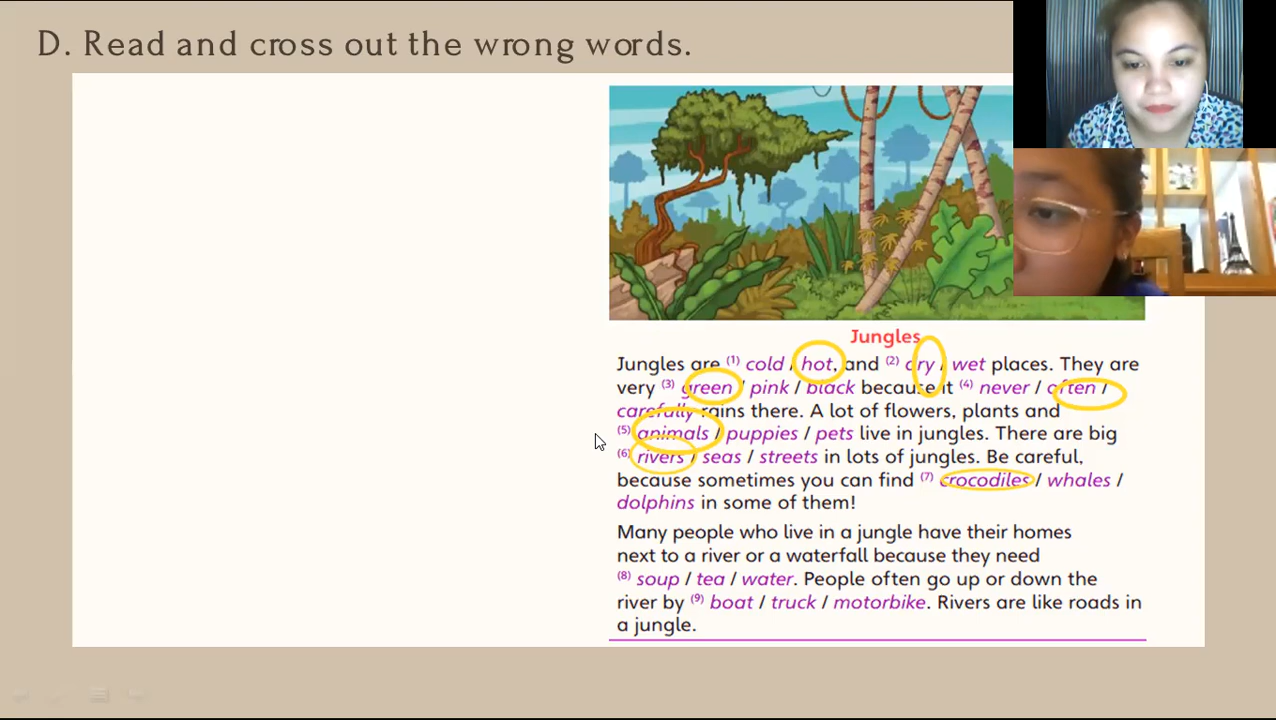 D. Read and cross out the wrong words.
Jungles
Jungles are (1) cold / hot, and (2) dry / wet places. They are
very (3) green / pink / black because it (4) never / often /
carefully rains there. A lot of flowers, plants and
(5) animals / puppies / pets live in jungles. There are big
(6) rivers / seas / streets in lots of jungles. Be careful,
because sometimes you can find (7) crocodiles / whales /
dolphins in some of them!
Many people who live in a jungle have their homes
next to a river or a waterfall because they need
(8) soup / tea / water. People often go up or down the
river by (9) boat / truck / motorbike. Rivers are like roads in
a jungle.